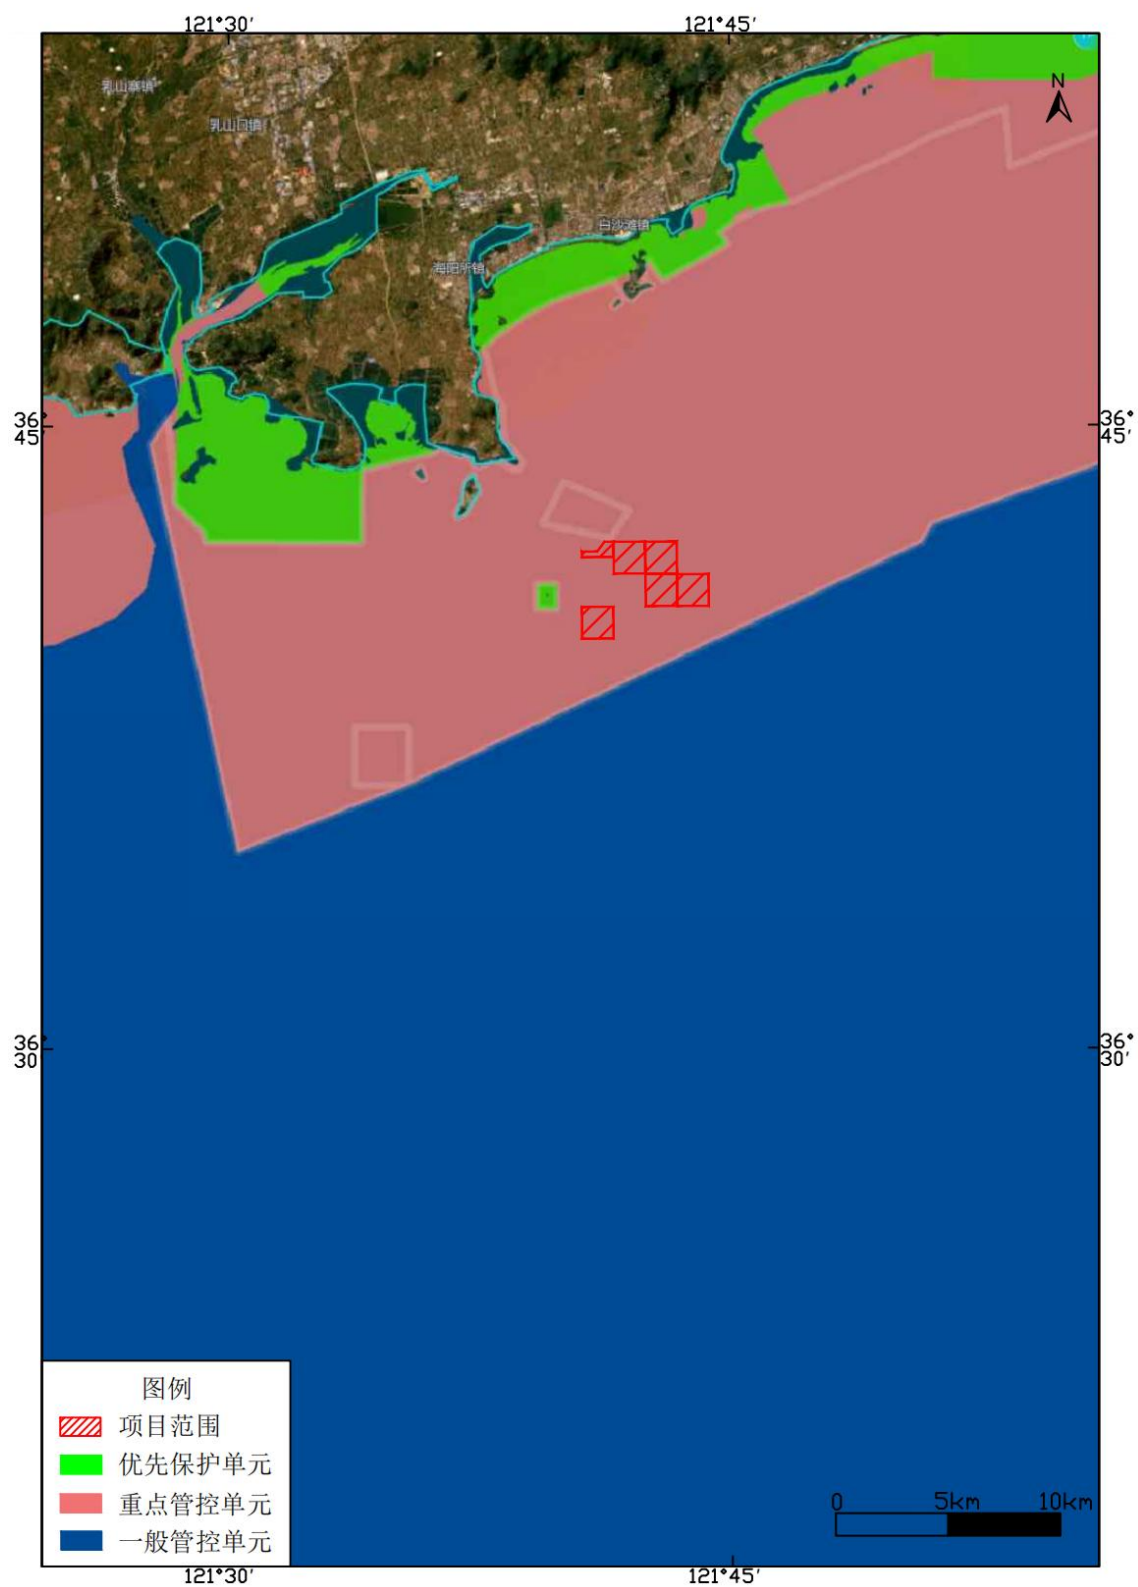 121°30′ 121°45′
乳山寨镇
N
乳山口镇
白沙滩镇
海阳所镇
36° 36°
45′ 45′
36° 36°
30′ 30′
图例
项目范围
优先保护单元
重点管控单元
一般管控单元
0 5km 10km
121°30′ 121°45′